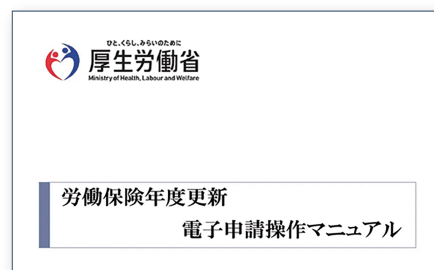 ひと、くらし、みらいのために
厚生労働省
Ministry of Health, Labour and Welfare
労働保険年度更新
電子申請操作マニュアル